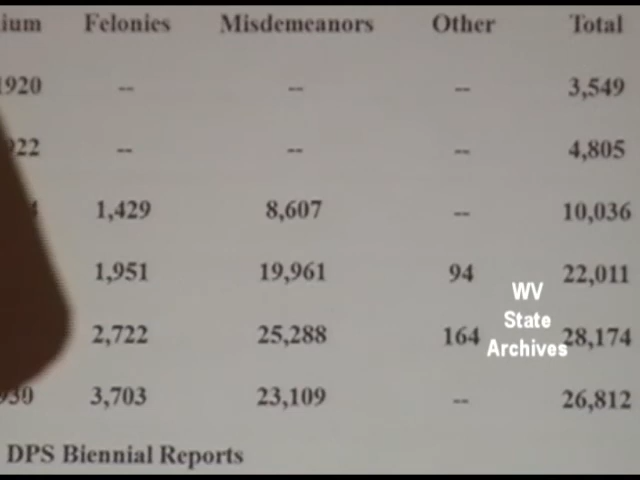 ium Felonies Misdemeanors Other Total
1920 -- -- -- 3,549
922 -- -- -- 4,805
4 1,429 8,607 -- 10,036
1,951 19,961 94 22,011
2,722 25,288 164 28,174
930 3,703 23,109 -- 26,812
DPS Biennial Reports
WV
State
Archives